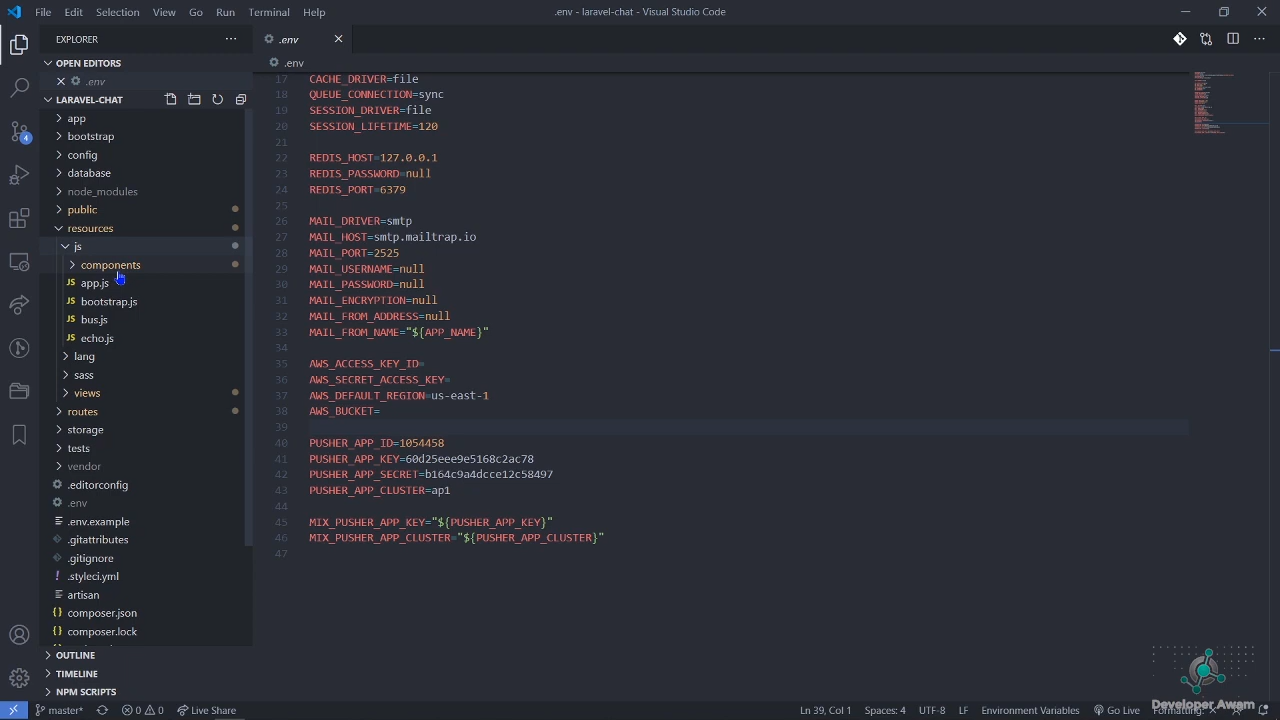 File Edit Selection View Go Run Terminal Help
.env - laravel-chat - Visual Studio Code
EXPLORER
OPEN EDITORS
.env
LARAVEL-CHAT
app
bootstrap
config
database
node_modules
public
resources
js
components
app.js
bootstrap.js
bus.js
echo.js
lang
sass
views
routes
storage
tests
vendor
.editorconfig
.env
.env.example
.gitattributes
.gitignore
.styleci.yml
artisan
composer.json
composer.lock
OUTLINE
TIMELINE
NPM SCRIPTS
4
.env
.env
17 CACHE_DRIVER=file
18 QUEUE_CONNECTION=sync
19 SESSION_DRIVER=file
20 SESSION_LIFETIME=120
21
22 REDIS_HOST=127.0.0.1
23 REDIS_PASSWORD=null
24 REDIS_PORT=6379
25
26 MAIL_DRIVER=smtp
27 MAIL_HOST=smtp.mailtrap.io
28 MAIL_PORT=2525
29 MAIL_USERNAME=null
30 MAIL_PASSWORD=null
31 MAIL_ENCRYPTION=null
32 MAIL_FROM_ADDRESS=null
33 MAIL_FROM_NAME="${APP_NAME}"
34
35 AWS_ACCESS_KEY_ID=
36 AWS_SECRET_ACCESS_KEY=
37 AWS_DEFAULT_REGION=us-east-1
38 AWS_BUCKET=
39
40 PUSHER_APP_ID=1054458
41 PUSHER_APP_KEY=60d25eee9e5168c2ac78
42 PUSHER_APP_SECRET=b164c9a4dcce12c58497
43 PUSHER_APP_CLUSTER=ap1
44
45 MIX_PUSHER_APP_KEY="${PUSHER_APP_KEY}"
46 MIX_PUSHER_APP_CLUSTER="${PUSHER_APP_CLUSTER}"
47
Developer Awam
master* 0 0 Live Share
Ln 39, Col 1 Spaces: 4 UTF-8 LF Environment Variables Go Live Formatting: